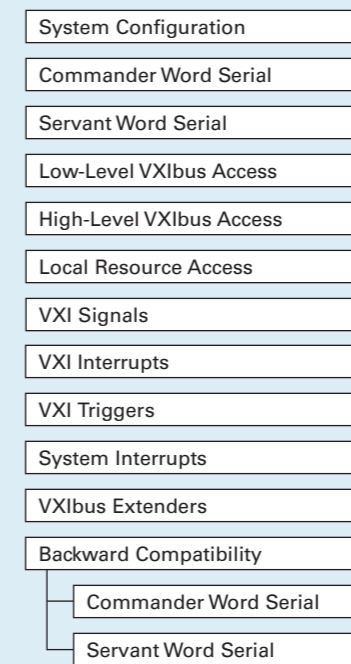 System Configuration
Commander Word Serial
Servant Word Serial
Low-Level VXIbus Access
High-Level VXIbus Access
Local Resource Access
VXI Signals
VXI Interrupts
VXI Triggers
System Interrupts
VXIbus Extenders
Backward Compatibility
Commander Word Serial
Servant Word Serial